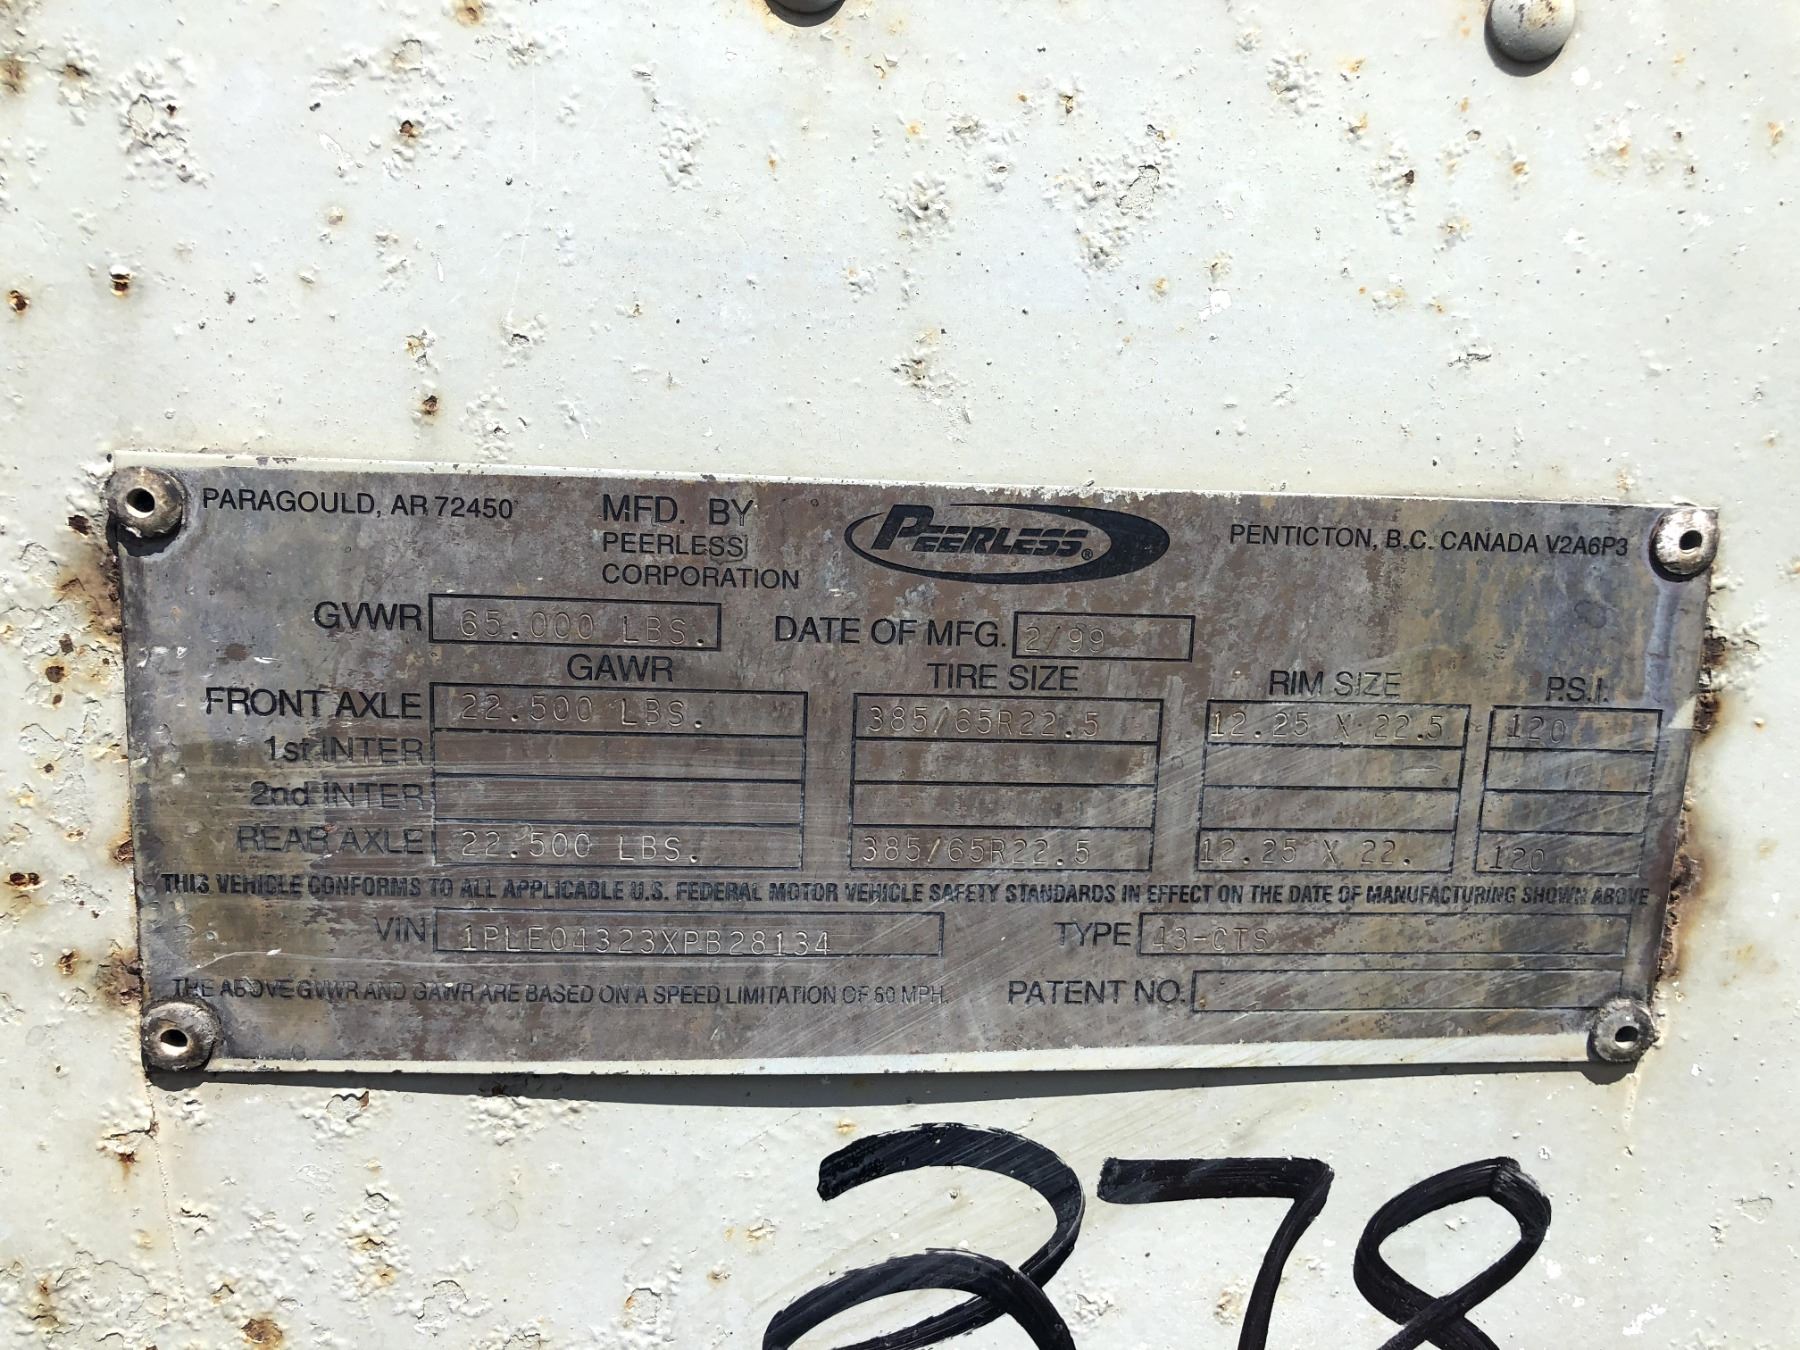 PARAGOULD, AR 72450 MFD. BY PEERLESS® PENTICTON, B.C. CANADA V2A6P3
PEERLESS
CORPORATION
GVWR 65.000 LBS. DATE OF MFG. 2/99
GAWR TIRE SIZE RIM SIZE P.S.I.
FRONT AXLE 22.500 LBS. 385/65R22.5 12.25 X 22.5 120
1st INTER
2nd INTER
REAR AXLE 22.500 LBS. 385/65R22.5 12.25 X 22. 120
THIS VEHICLE CONFORMS TO ALL APPLICABLE U.S. FEDERAL MOTOR VEHICLE SAFETY STANDARDS IN EFFECT ON THE DATE OF MANUFACTURING SHOWN ABOVE
VIN 1PLE04323XPB28134 TYPE 43-CTS
THE ABOVE GVWR AND GAWR ARE BASED ON A SPEED LIMITATION OF 60 MPH. PATENT NO.
278